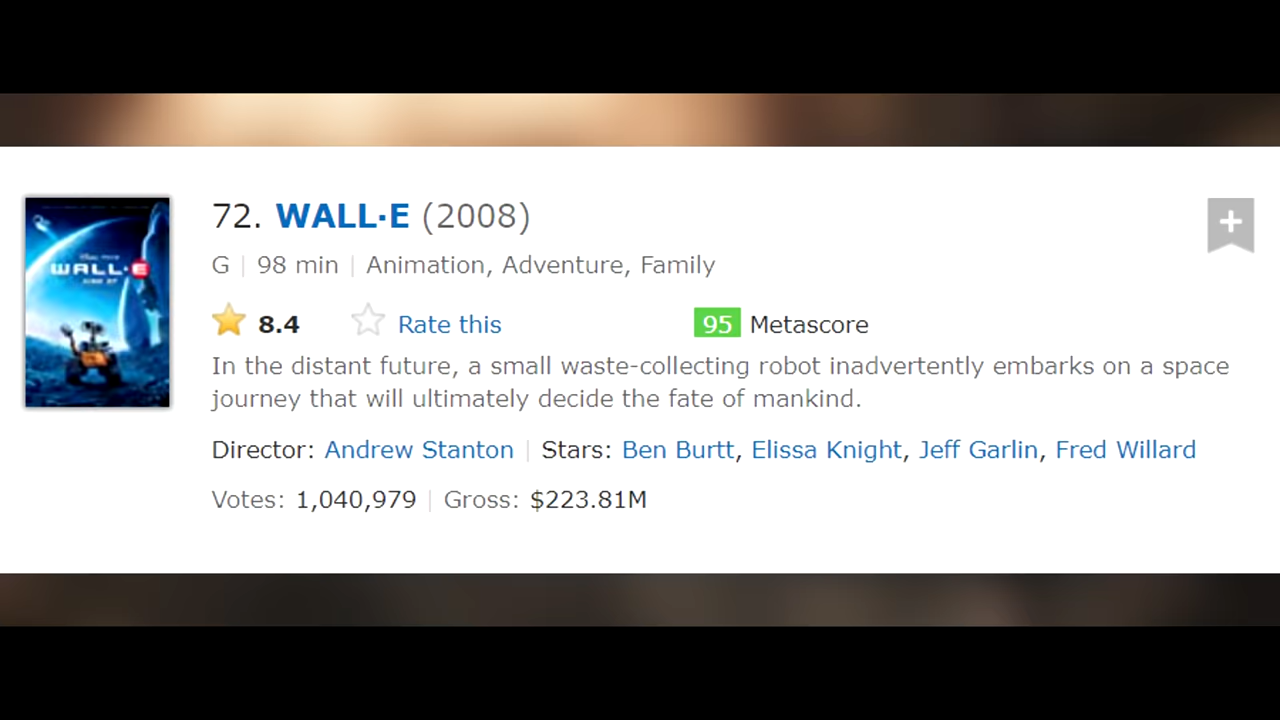 72. WALL·E (2008)
G | 98 min | Animation, Adventure, Family
8.4 Rate this 95 Metascore
In the distant future, a small waste-collecting robot inadvertently embarks on a space
journey that will ultimately decide the fate of mankind.
Director: Andrew Stanton | Stars: Ben Burtt, Elissa Knight, Jeff Garlin, Fred Willard
Votes: 1,040,979 | Gross: $223.81M
WALL·E